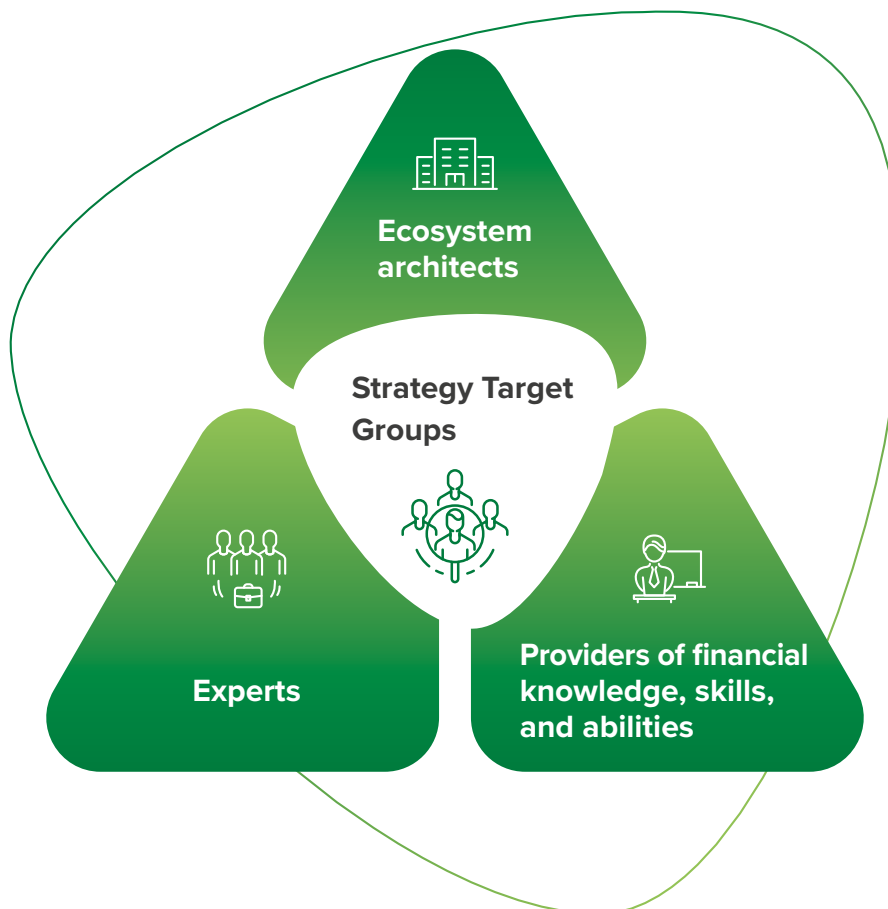 Ecosystem
architects
Strategy Target
Groups
Experts
Providers of financial
knowledge, skills,
and abilities